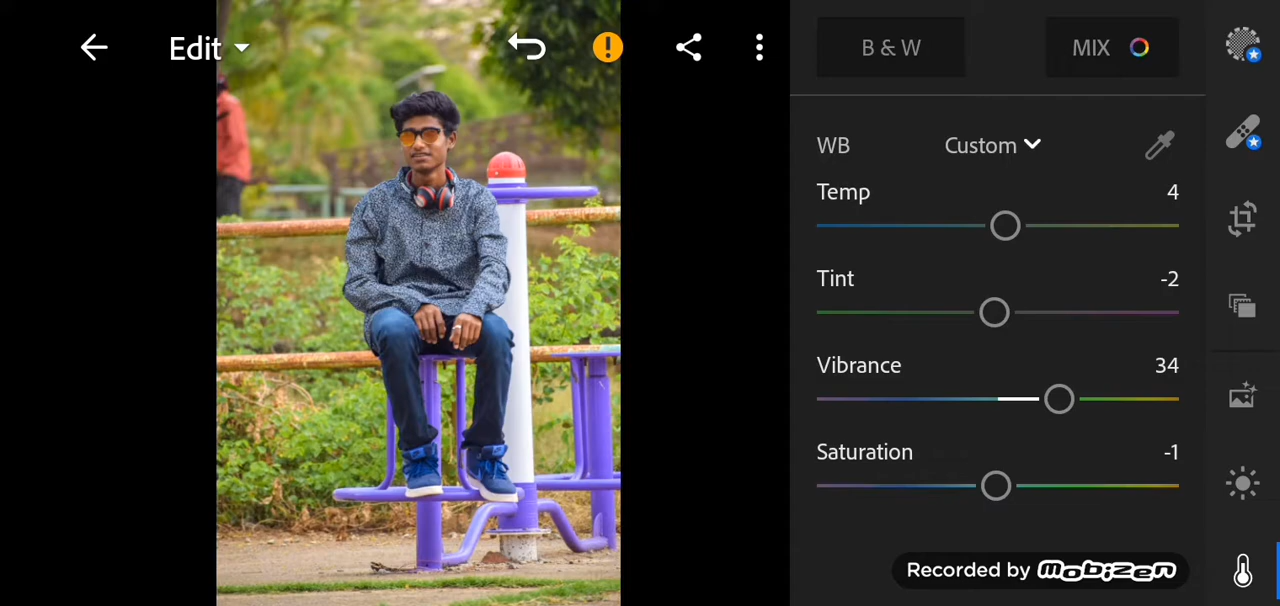 Edit
B & W
MIX
WB
Custom
Temp
4
Tint
-2
Vibrance
34
Saturation
-1
Recorded by mobizen